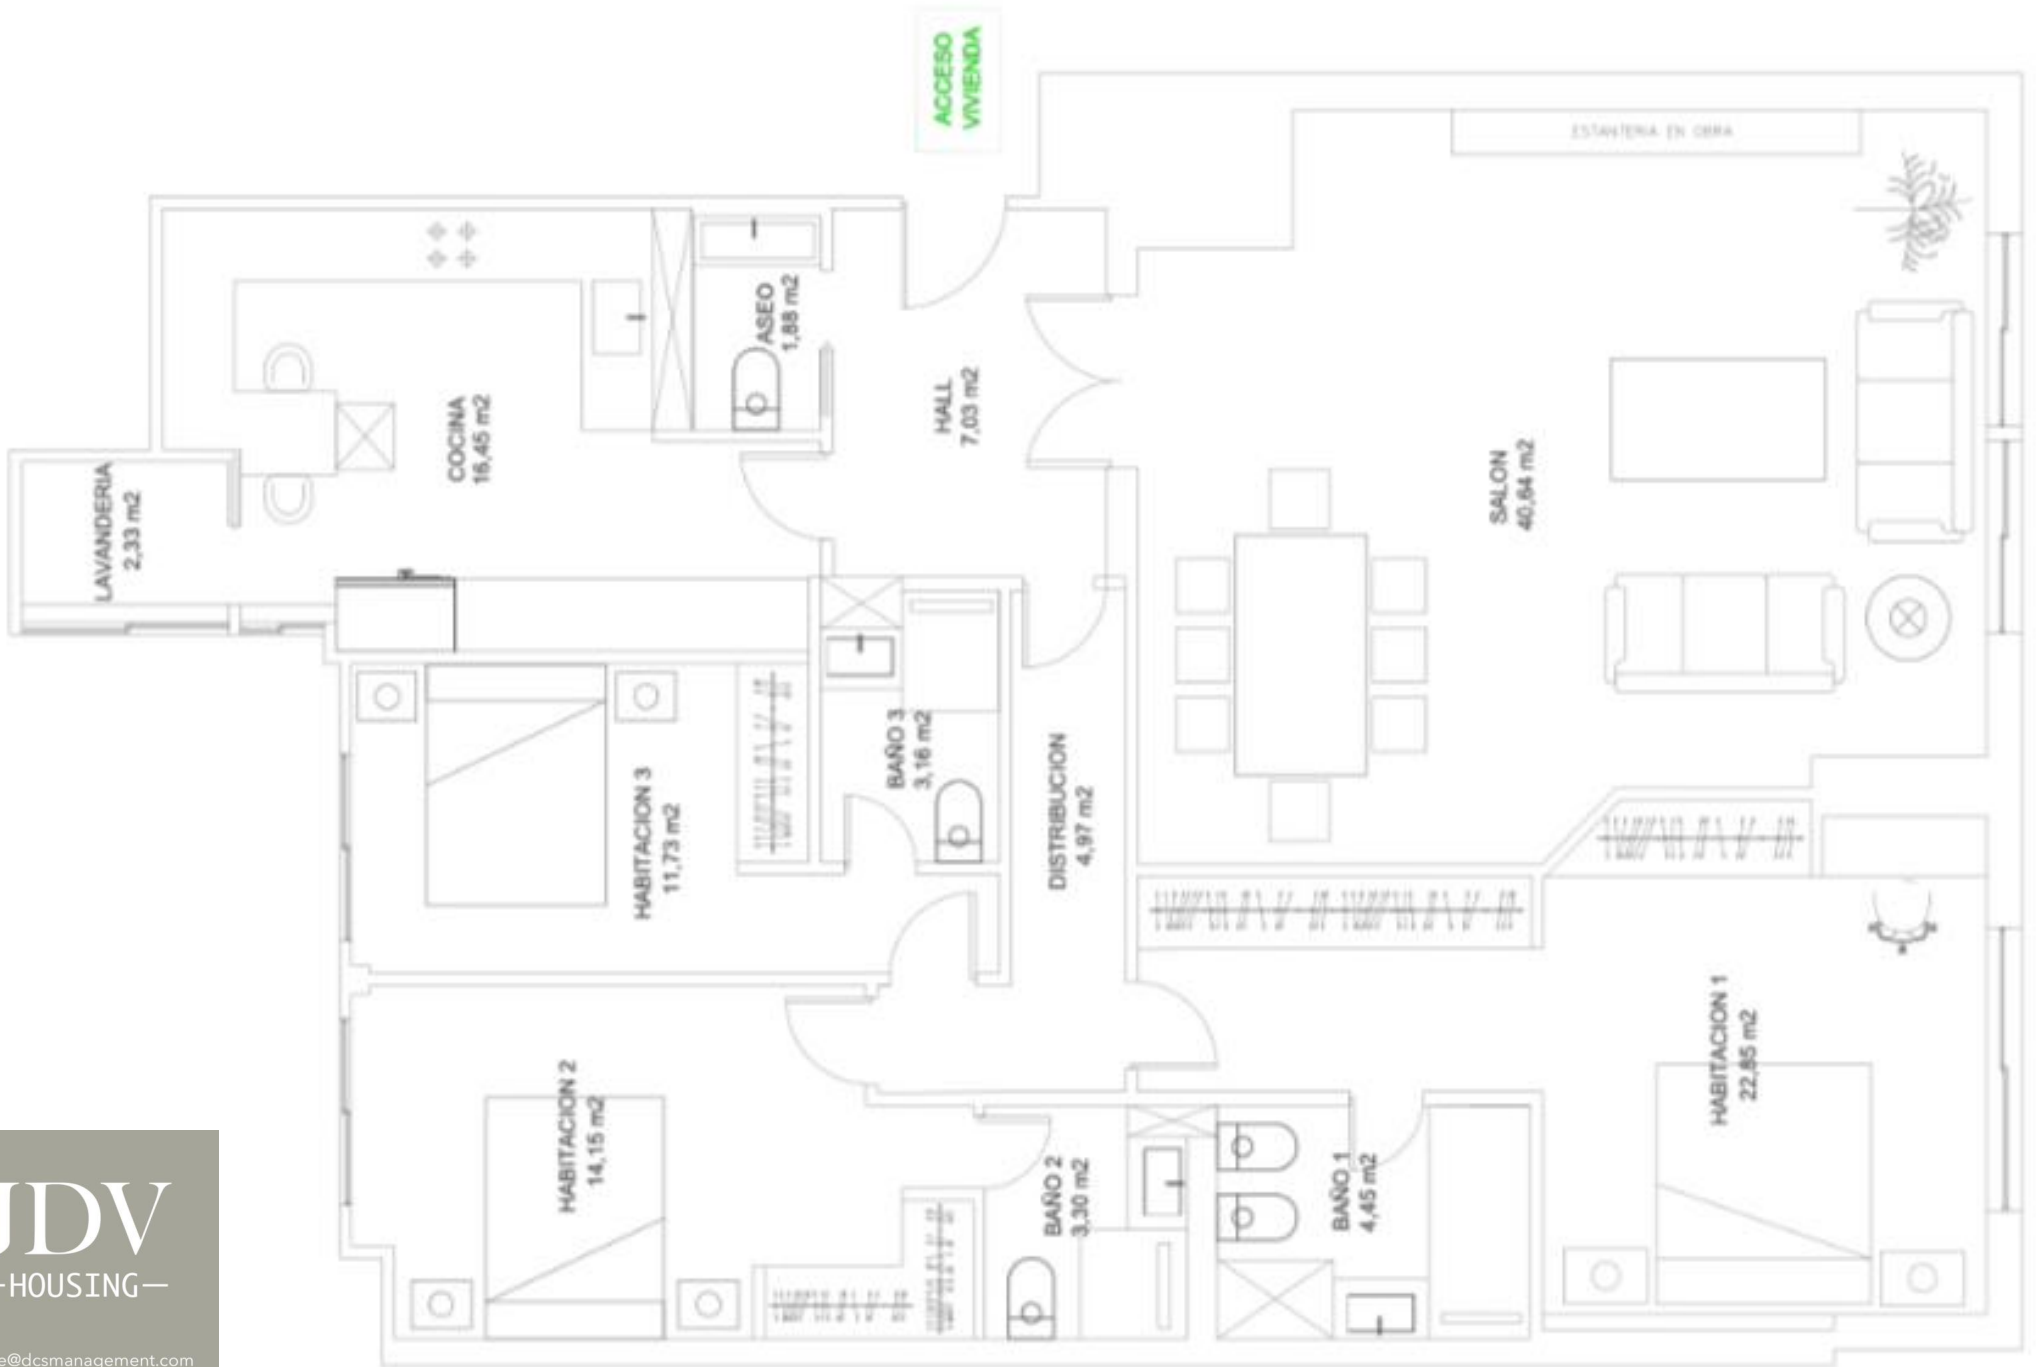 ACCESO
VIVIENDA
ESTANTERIA EN OBRA
LAVANDERIA
2,33 m2
COCINA
16,45 m2
ASEO
1,88 m2
HALL
7,03 m2
SALON
40,64 m2
HABITACION 3
11,73 m2
BAÑO 3
3,16 m2
DISTRIBUCION
4,97 m2
HABITACION 2
14,15 m2
BAÑO 2
3,30 m2
BAÑO 1
4,45 m2
HABITACION 1
22,85 m2
JDV
HOUSING
e@dcsmanagement.com